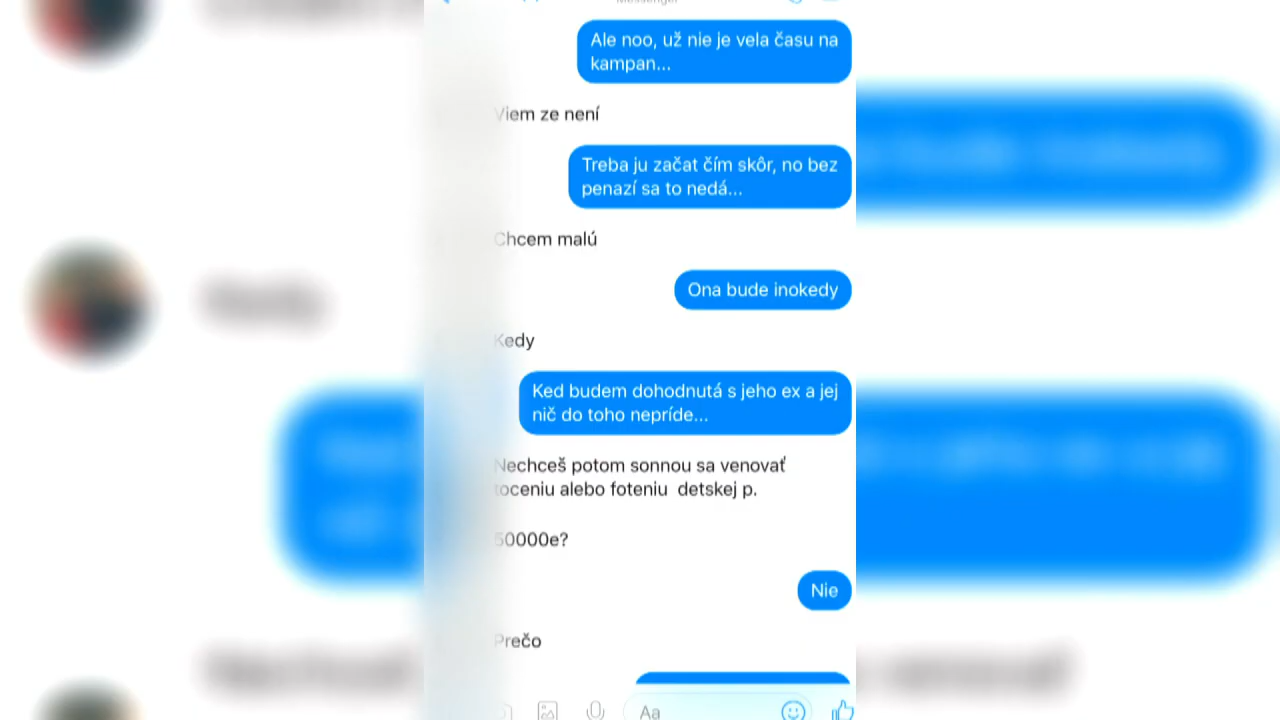 Messenger
Ale noo, už nie je vela času na
kampan...
Viem ze není
Treba ju začat čím skôr, no bez
penazí sa to nedá...
Chcem malú
Ona bude inokedy
Kedy
Ked budem dohodnutá s jeho ex a jej
nič do toho nepríde...
Nechceš potom sonnou sa venovať
toceniu alebo foteniu detskej p.
50000e?
Nie
Prečo
Aa